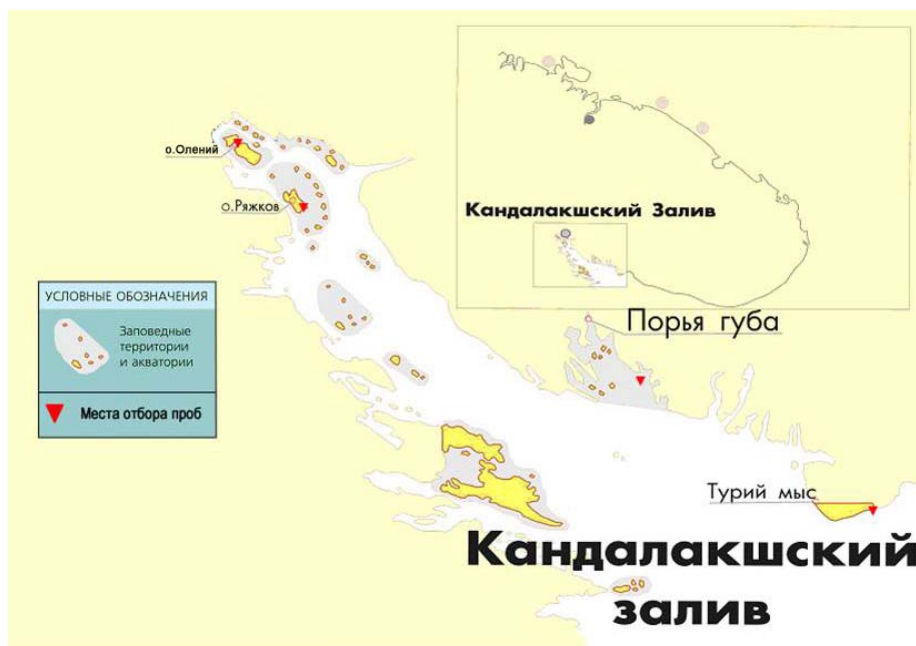 о.Олений
о.Ряжков
Кандалакшский Залив
УСЛОВНЫЕ ОБОЗНАЧЕНИЯ
Заповедные
территории
и акватории
Места отбора проб
Порья губа
Турий мыс
Кандалакшский
залив